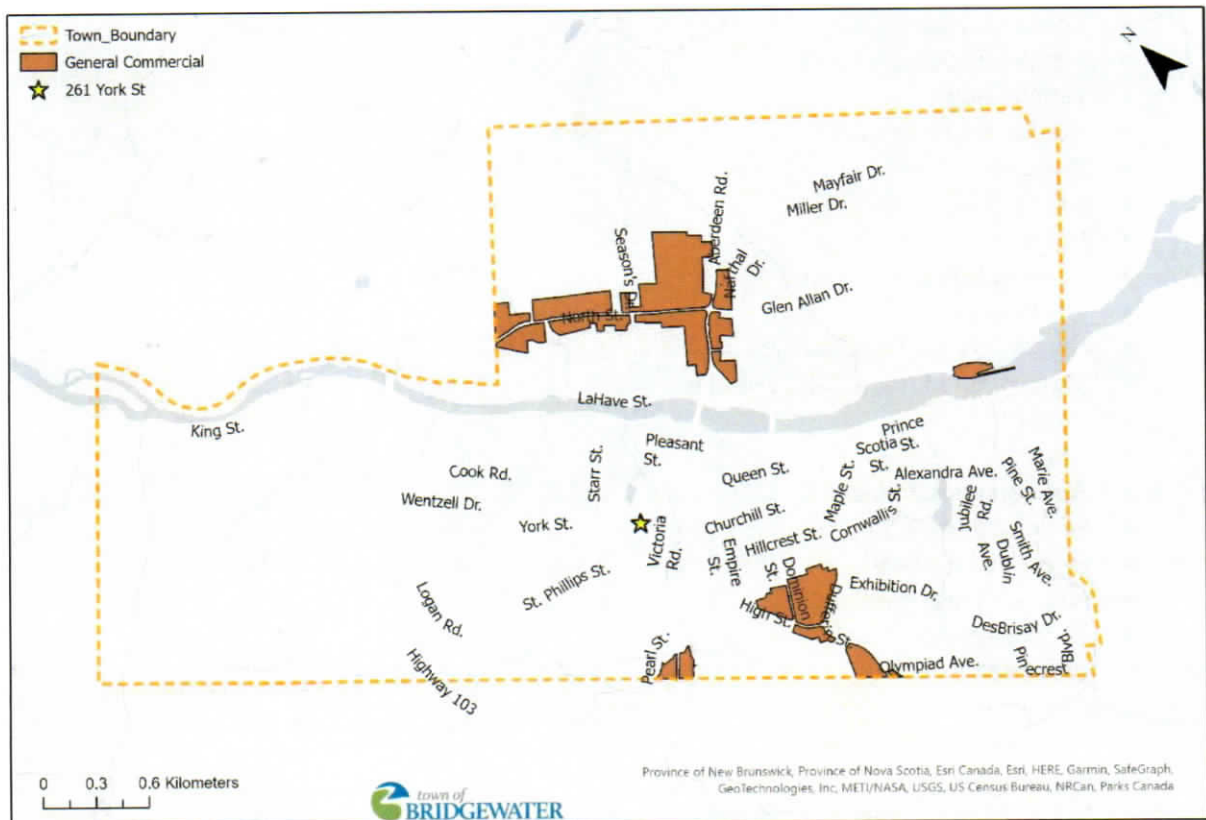 Town_Boundary
General Commercial
261 York St
N
Mayfair Dr.
Miller Dr.
Aberdeen Rd.
Season's Dr.
Dr.
Glen Allan Dr.
North St.
LaHave St.
King St.
Pleasant
St.
Prince
St.
Scotia
St.
Queen St.
Maple St.
Alexandra Ave.
Marie Ave.
Pine St.
Cook Rd.
Starr St.
Wentzell Dr.
York St.
Victoria
Rd.
Churchill St.
Cornwallis
St.
Jubilee
Rd.
Hillcrest St.
Empire
St.
Smith Ave.
Dublin
Ave.
Dominion
St.
Exhibition Dr.
St. Phillips St.
Logan Rd.
High St.
DesBrisay Dr.
Pearl St.
Olympiad Ave.
Pinecrest
Blvd.
Highway 103
0 0.3 0.6 Kilometers
town of
BRIDGEWATER
Province of New Brunswick, Province of Nova Scotia, Esri Canada, Esri, HERE, Garmin, SafeGraph,
GeoTechnologies, Inc, METI/NASA, USGS, US Census Bureau, NRCan, Parks Canada